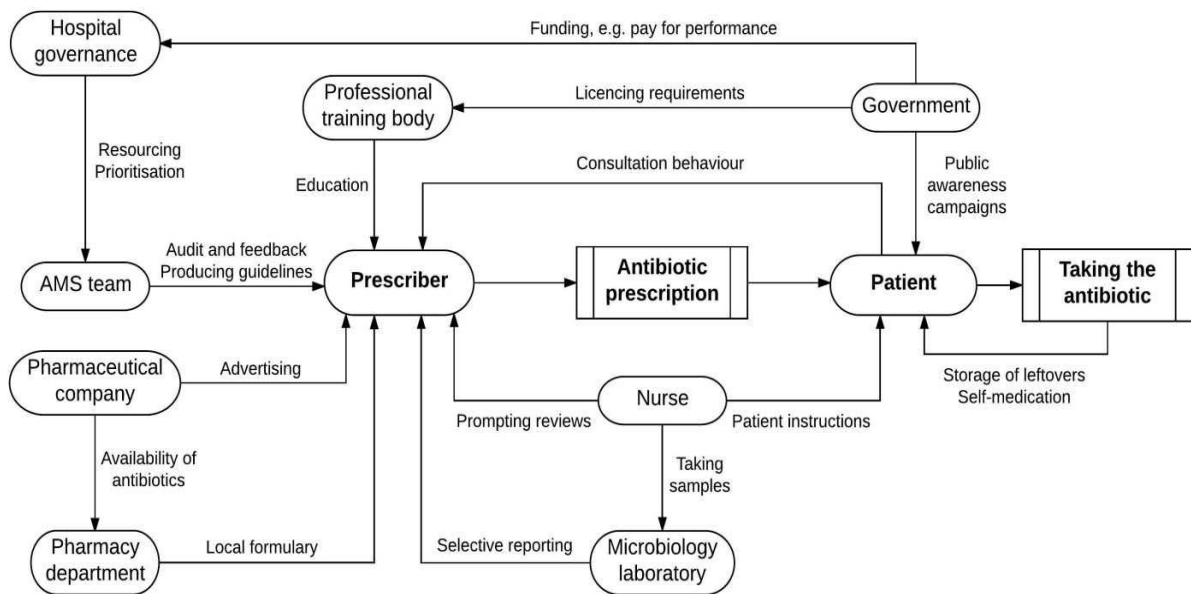 Hospital
governance
Funding, e.g. pay for performance
Professional
training body
Licencing requirements
Government
Resourcing
Prioritisation
Education
Consultation behaviour
Public
awareness
campaigns
AMS team
Audit and feedback
Producing guidelines
Prescriber
Antibiotic
prescription
Patient
Taking the
antibiotic
Pharmaceutical
company
Advertising
Prompting reviews
Nurse
Patient instructions
Storage of leftovers
Self-medication
Availability of
antibiotics
Taking
samples
Pharmacy
department
Local formulary
Selective reporting
Microbiology
laboratory